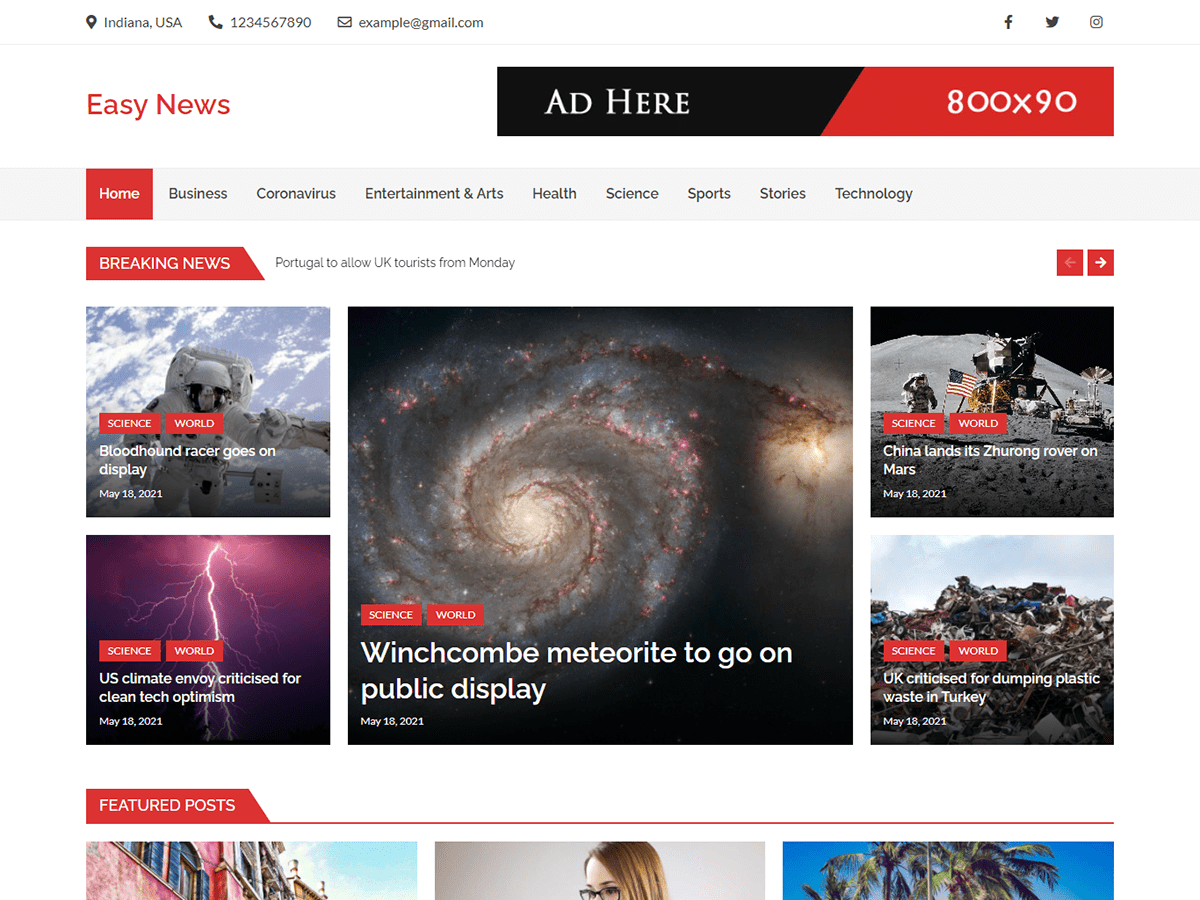 Indiana, USA 1234567890 example@gmail.com
Easy News
AD HERE 800x90
Home Business Coronavirus Entertainment & Arts Health Science Sports Stories Technology
BREAKING NEWS Portugal to allow UK tourists from Monday
SCIENCE WORLD
Bloodhound racer goes on
display
May 18, 2021
SCIENCE WORLD
US climate envoy criticised for
clean tech optimism
May 18, 2021
SCIENCE WORLD
Winchcombe meteorite to go on
public display
May 18, 2021
SCIENCE WORLD
China lands its Zhurong rover on
Mars
May 18, 2021
SCIENCE WORLD
UK criticised for dumping plastic
waste in Turkey
May 18, 2021
FEATURED POSTS